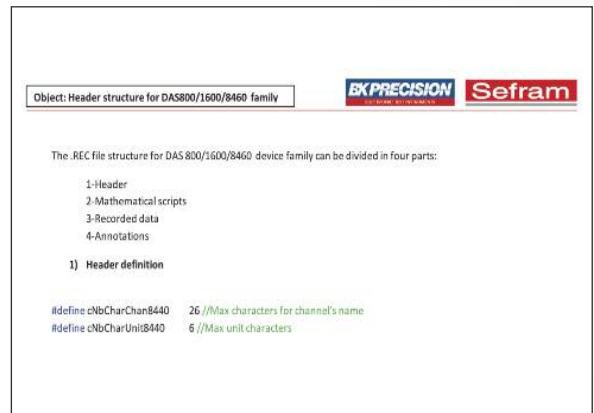 Object: Header structure for DAS800/1600/8460 family
BK PRECISION
Sefram
The .REC file structure for DAS 800/1600/8460 device family can be divided in four parts:
1-Header
2-Mathematical scripts
3-Recorded data
4-Annotations
1) Header definition
#define cNbCharChan8440 26 //Max characters for channel's name
#define cNbCharUnit8440 6 //Max unit characters